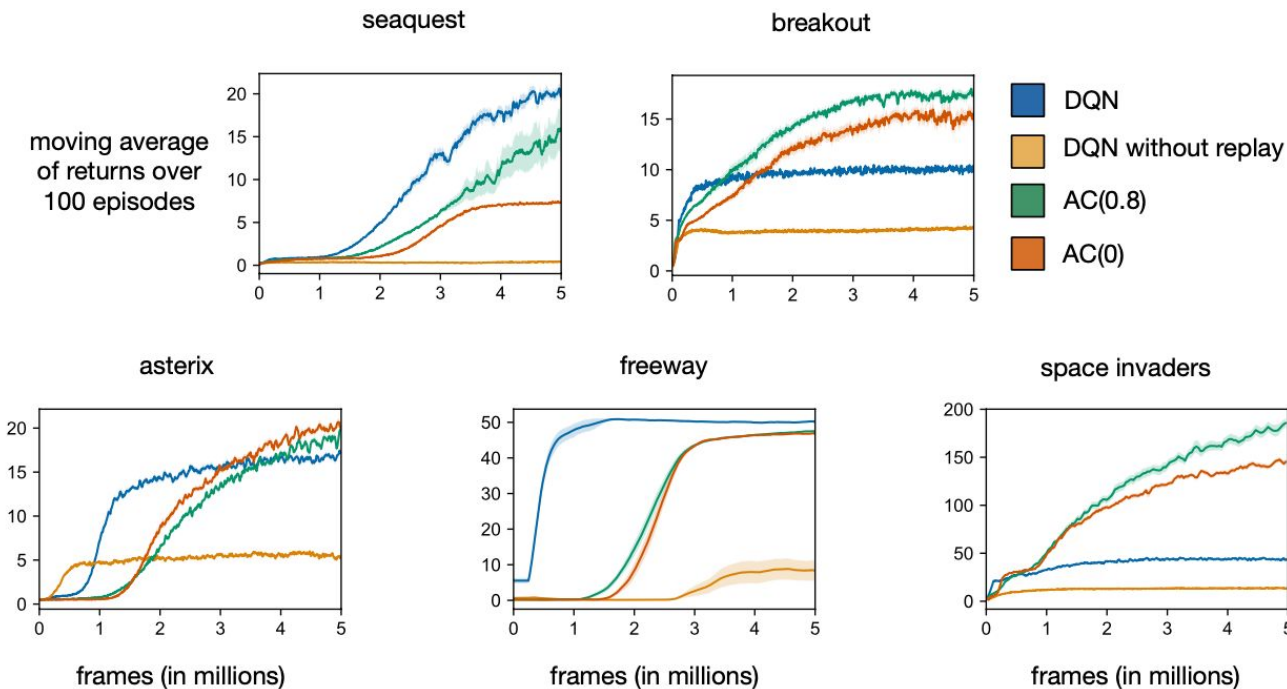 seaquest
breakout
moving average
of returns over
100 episodes
20
15
10
5
0
0 1 2 3 4 5
15
10
5
0
0 1 2 3 4 5
DQN
DQN without replay
AC(0.8)
AC(0)
asterix
freeway
space invaders
20
15
10
5
0
0 1 2 3 4 5
50
40
30
20
10
0
0 1 2 3 4 5
200
150
100
50
0
0 1 2 3 4 5
frames (in millions)
frames (in millions)
frames (in millions)